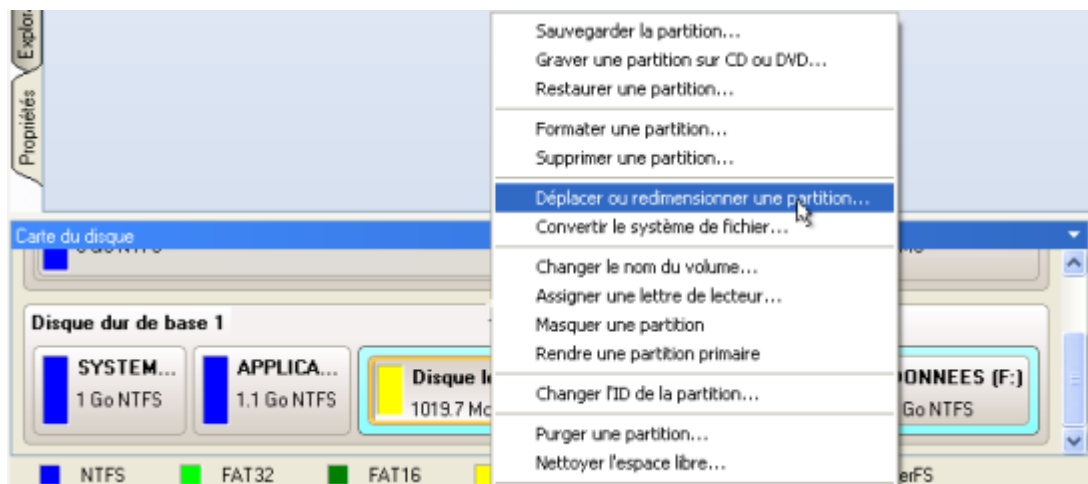 Explor
Propriétés
Sauvegarder la partition...
Graver une partition sur CD ou DVD...
Restaurer une partition...
Formater une partition...
Supprimer une partition...
Déplacer ou redimensionner une partition...
Convertir le système de fichier...
Changer le nom du volume...
Assigner une lettre de lecteur...
Masquer une partition
Rendre une partition primaire
Changer l'ID de la partition...
Purger une partition...
Nettoyer l'espace libre...
Carte du disque
Disque dur de base 1
SYSTEM...
1 Go NTFS
APPLICA...
1.1 Go NTFS
Disque lo
1019.7 Mc
DONNEES (F:)
Go NTFS
NTFS FAT32 FAT16 erFS